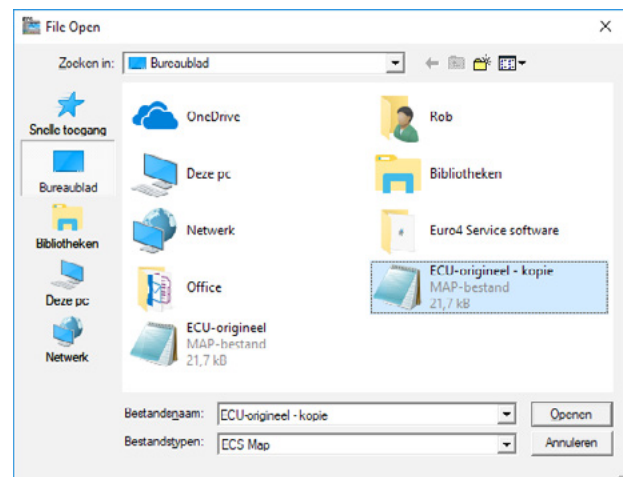 File Open
Zoeken in:
Bureaublad
Snelle toegang
Bureaublad
Bibliotheken
Deze pc
Netwerk
OneDrive
Rob
Deze pc
Bibliotheken
Netwerk
Euro4 Service software
Office
ECU-origineel - kopie
MAP-bestand
21,7 kB
ECU-origineel
MAP-bestand
21,7 kB
Bestandsnaam:
ECU-origineel - kopie
Openen
Bestandstypen:
ECS Map
Annuleren